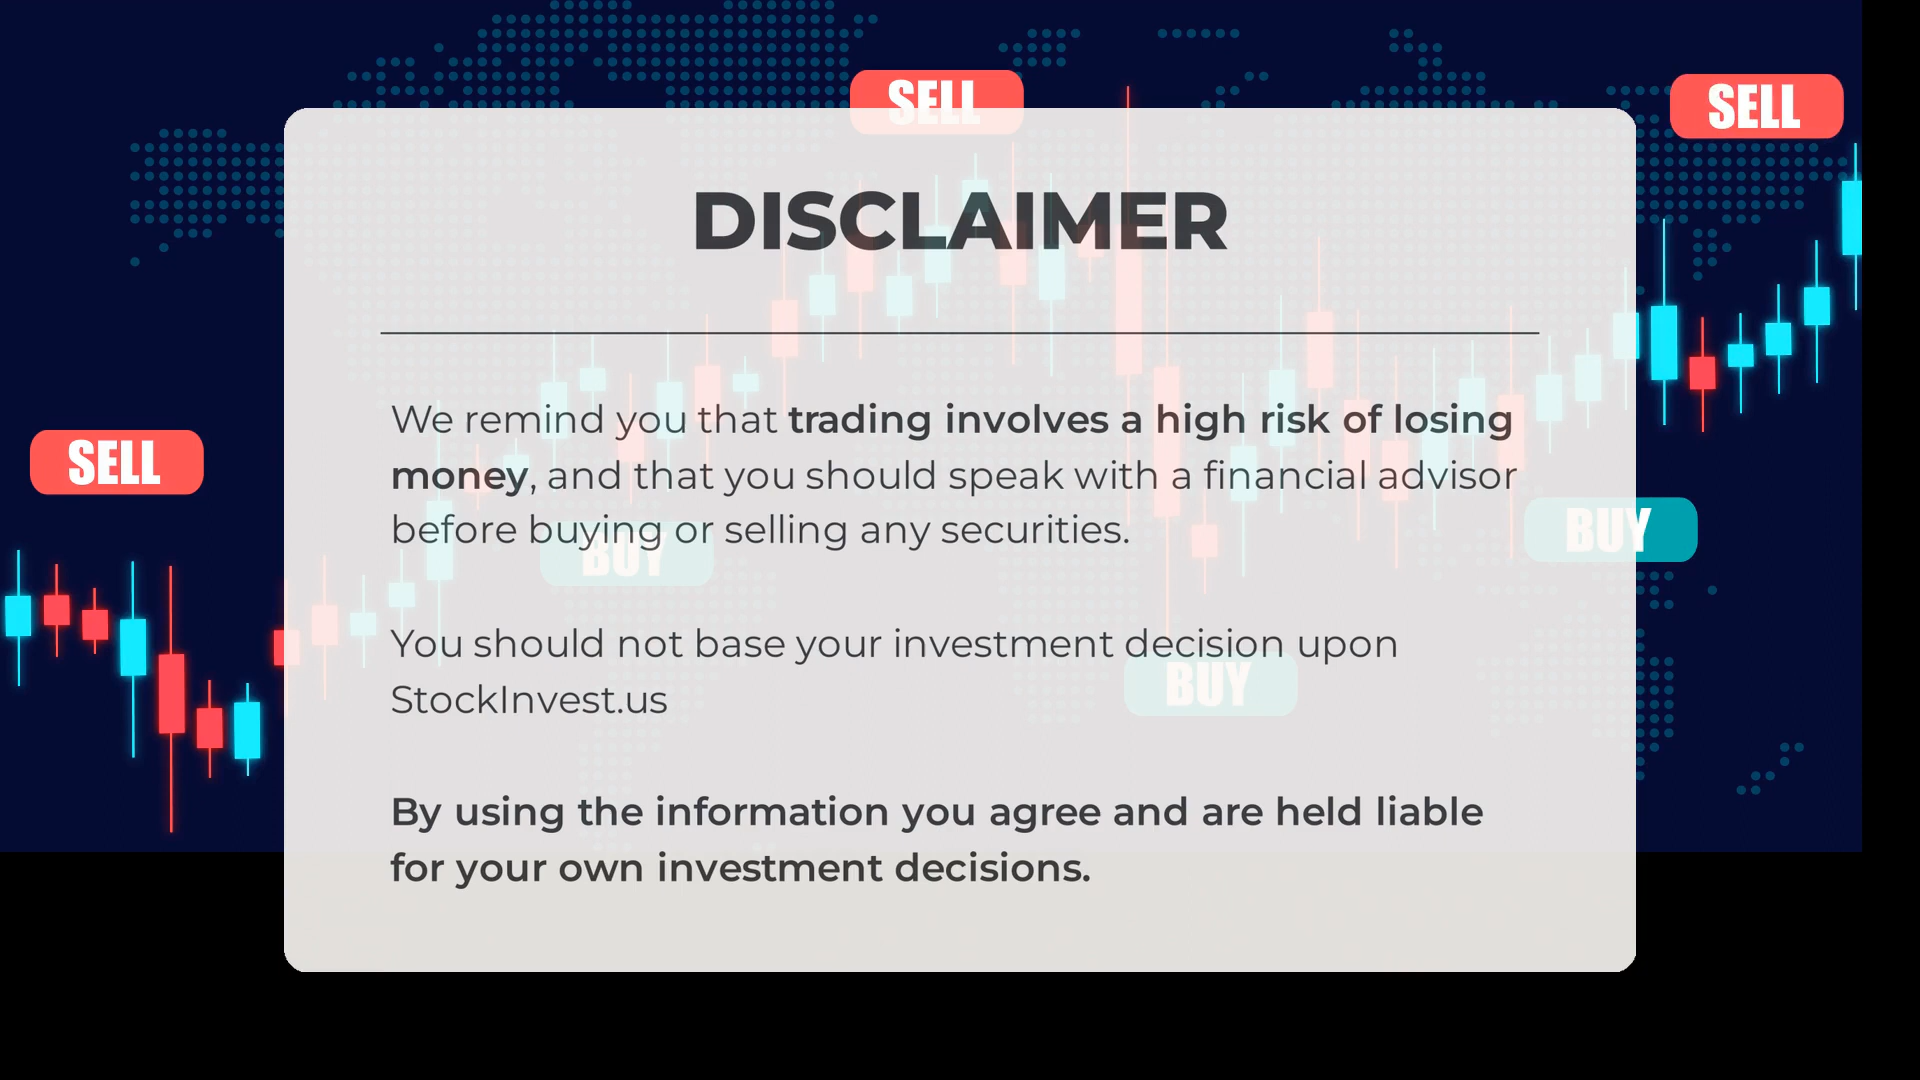 SELL
SELL
DISCLAIMER
We remind you that trading involves a high risk of losing
money, and that you should speak with a financial advisor
before buying or selling any securities.
SELL
BUY
BUY
You should not base your investment decision upon
StockInvest.us
BUY
By using the information you agree and are held liable
for your own investment decisions.